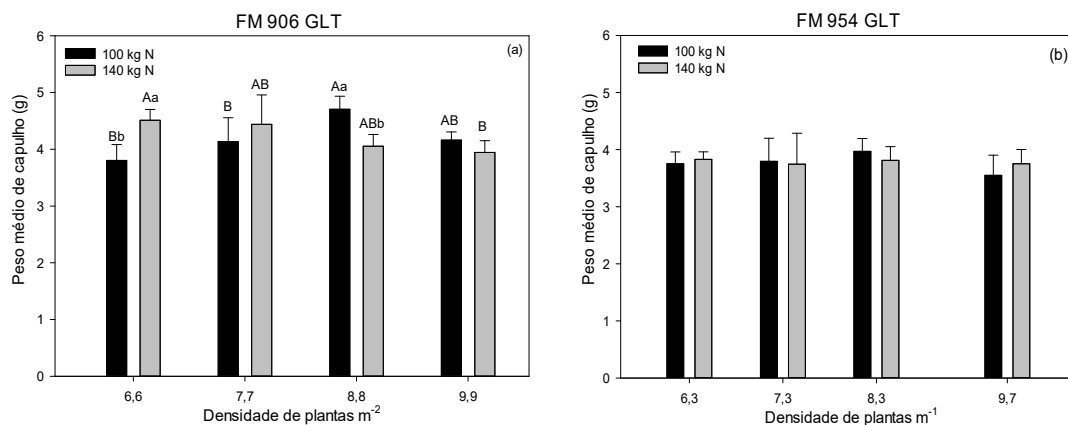 FM 906 GLT
(a)
100 kg N
140 kg N
Peso médio de capulho (g)
6
5
4
3
2
1
0
Bb
Aa
B
AB
Aa
ABb
AB
B
6,6
7,7
8,8
9,9
Densidade de plantas m⁻²
FM 954 GLT
(b)
100 kg N
140 kg N
Peso médio de capulho (g)
6
5
4
3
2
1
0
6,3
7,3
8,3
9,7
Densidade de plantas m⁻¹